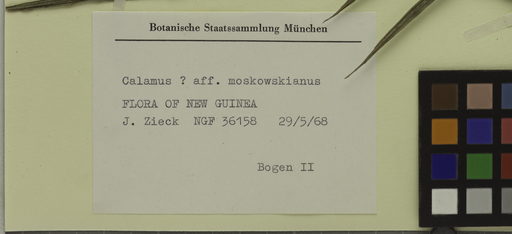 Botanische Staatssammlung München
Calamus ? aff. moskowskianus
FLORA OF NEW GUINEA
J. Zieck NGF 36158 29/5/68
Bogen II